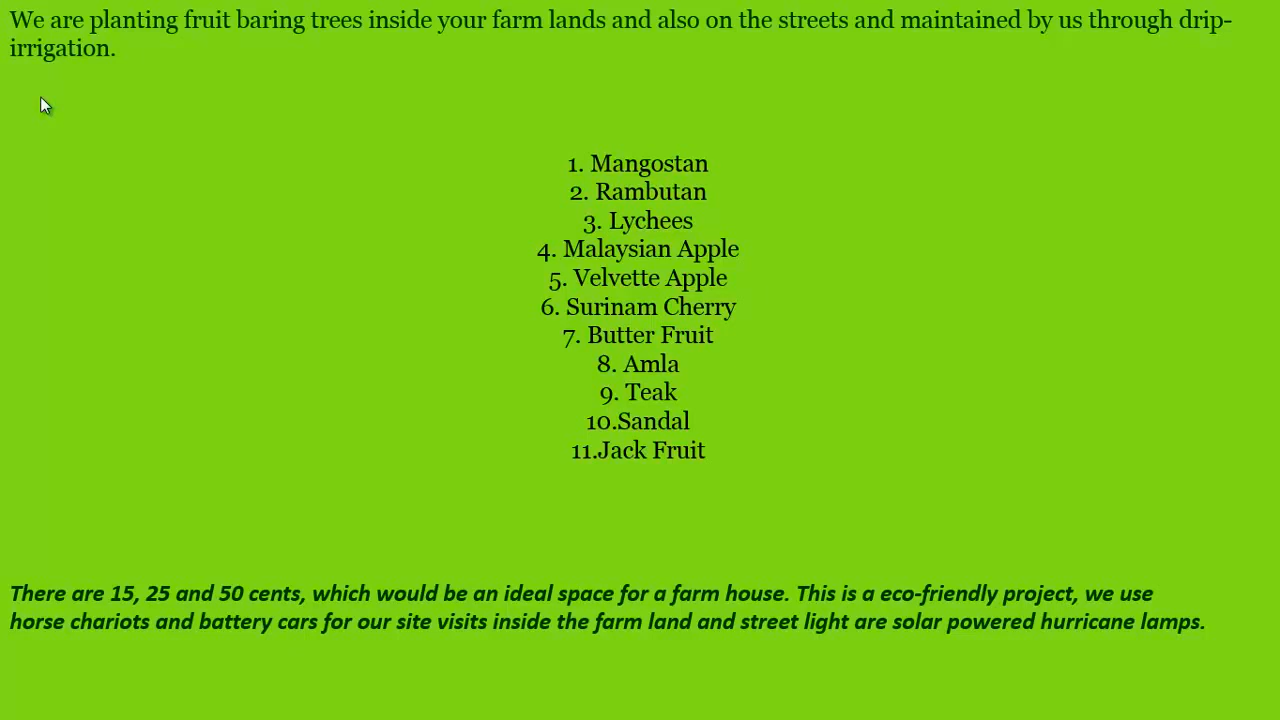 We are planting fruit baring trees inside your farm lands and also on the streets and maintained by us through drip-
irrigation.
1. Mangostan
2. Rambutan
3. Lychees
4. Malaysian Apple
5. Velvette Apple
6. Surinam Cherry
7. Butter Fruit
8. Amla
9. Teak
10.Sandal
11.Jack Fruit
There are 15, 25 and 50 cents, which would be an ideal space for a farm house. This is a eco-friendly project, we use
horse chariots and battery cars for our site visits inside the farm land and street light are solar powered hurricane lamps.